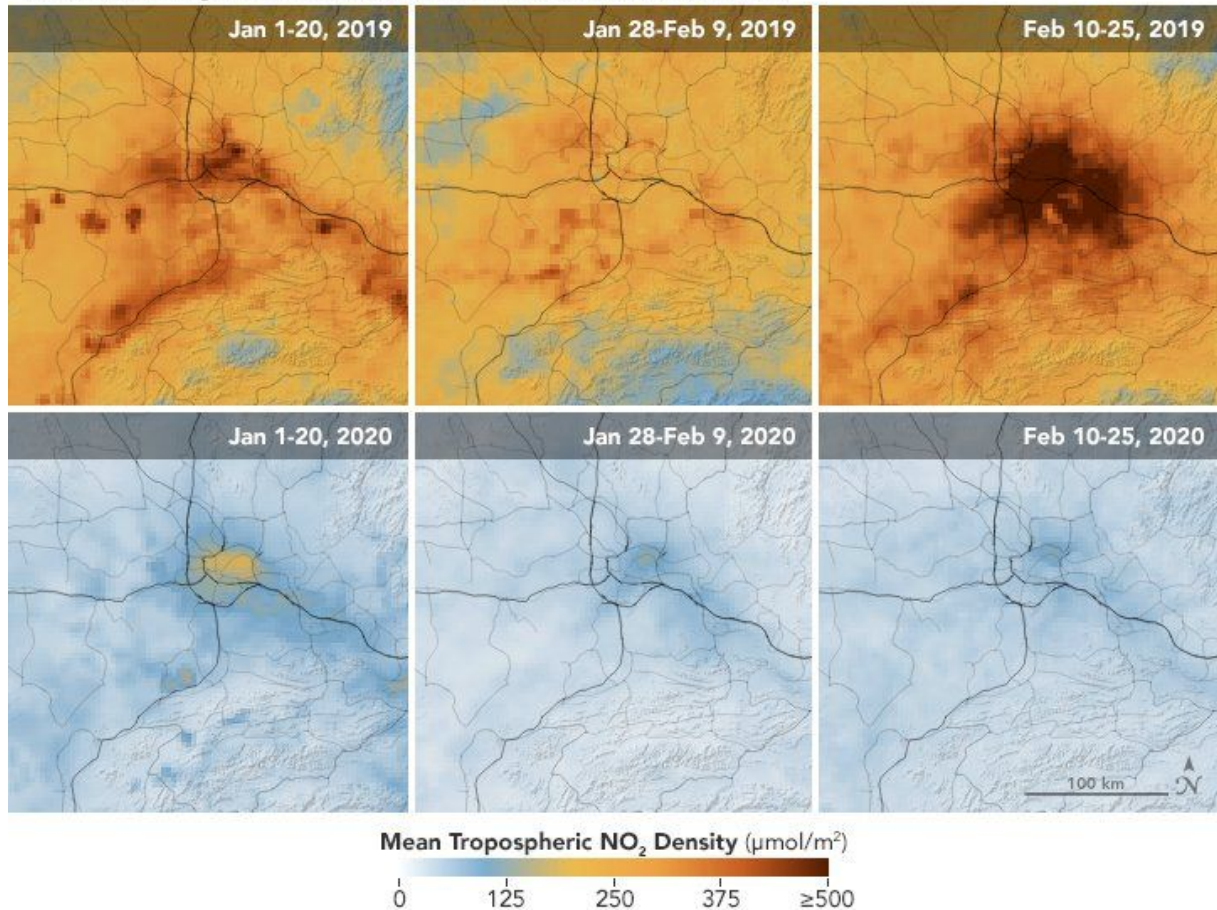 Jan 1-20, 2019
Jan 28-Feb 9, 2019
Feb 10-25, 2019
Jan 1-20, 2020
Jan 28-Feb 9, 2020
Feb 10-25, 2020
100 km
N
Mean Tropospheric NO₂ Density (µmol/m²)
0 125 250 375 ≥500